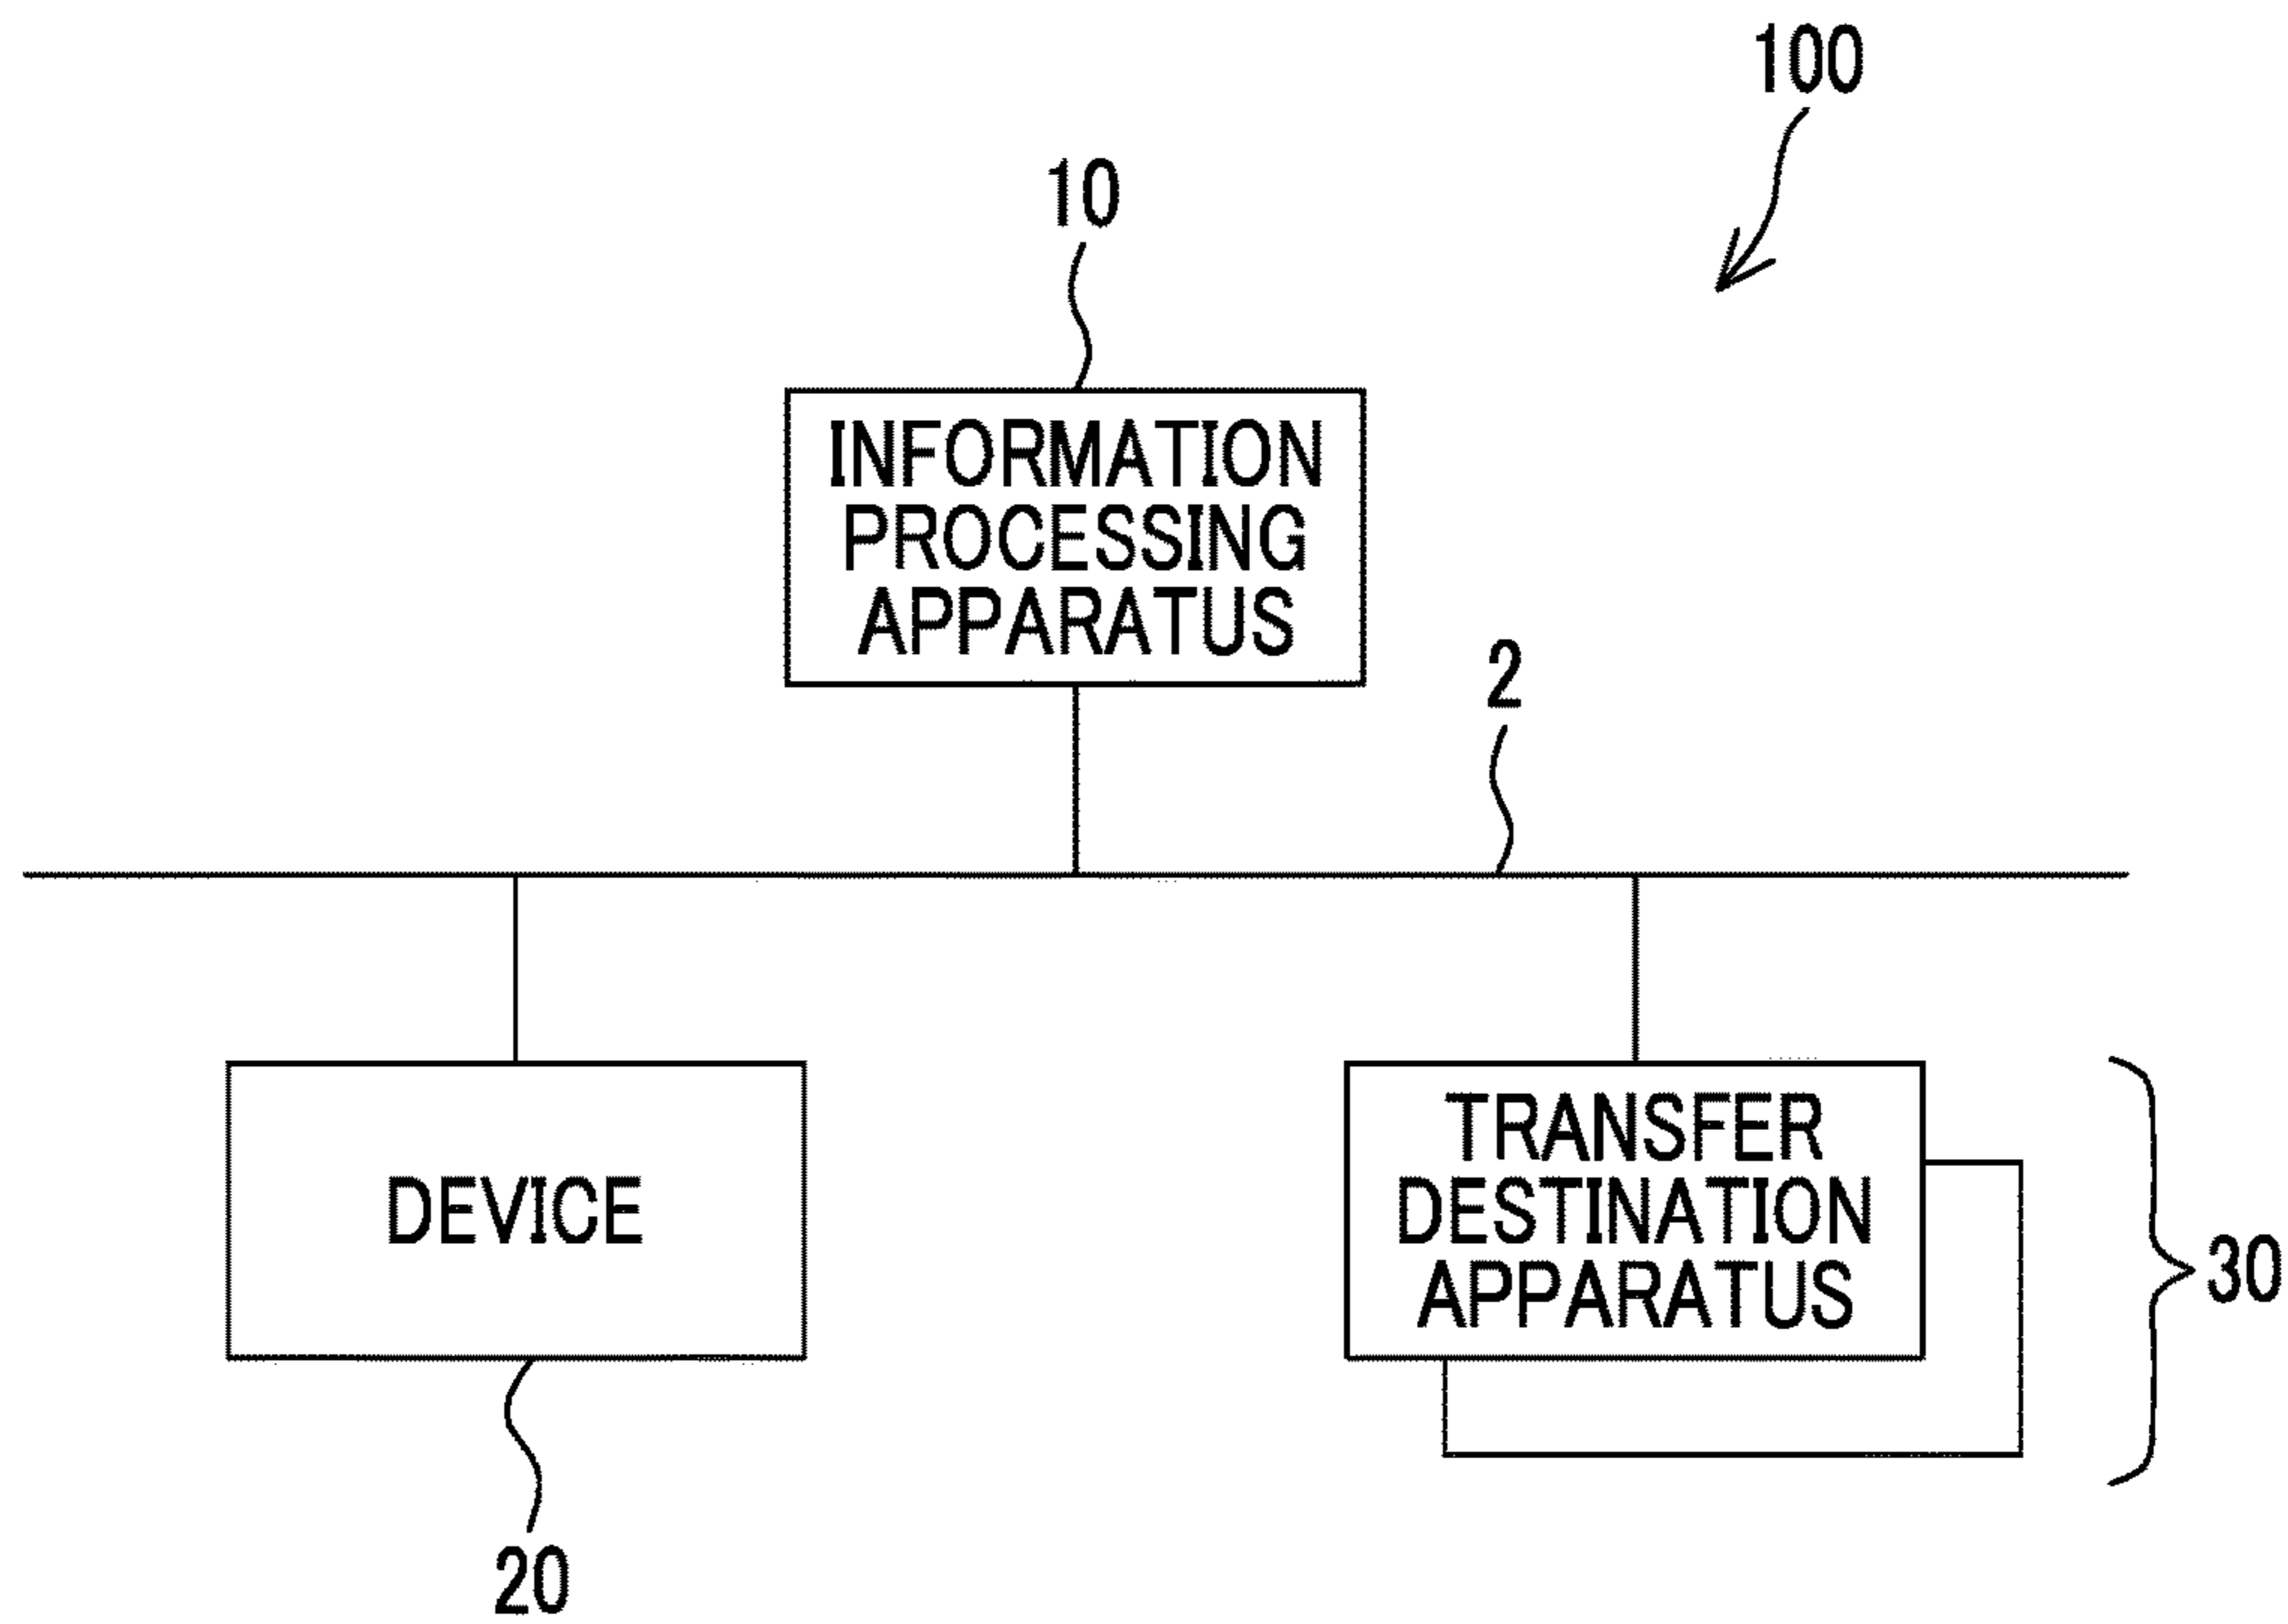 100
10
INFORMATION
PROCESSING
APPARATUS
2
DEVICE
TRANSFER
DESTINATION
APPARATUS
30
20